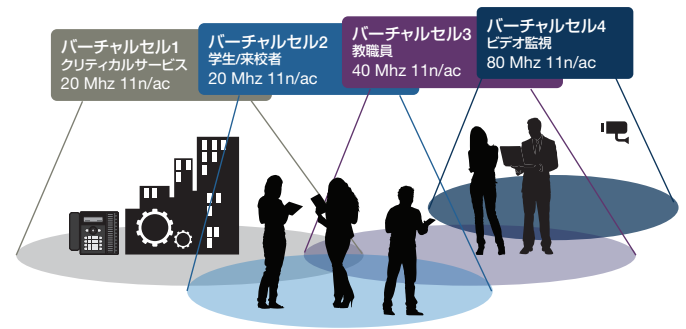 バーチャルセル1
クリティカルサービス
20 Mhz 11n/ac
バーチャルセル2
学生/来校者
20 Mhz 11n/ac
バーチャルセル3
教職員
40 Mhz 11n/ac
バーチャルセル4
ビデオ監視
80 Mhz 11n/ac